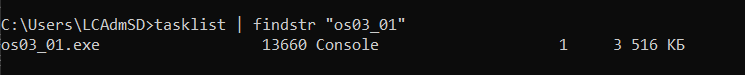 C:\Users\LCAdmSD>tasklist | findstr "os03_01"
os03_01.exe                  13660 Console                    1     3 516 КБ